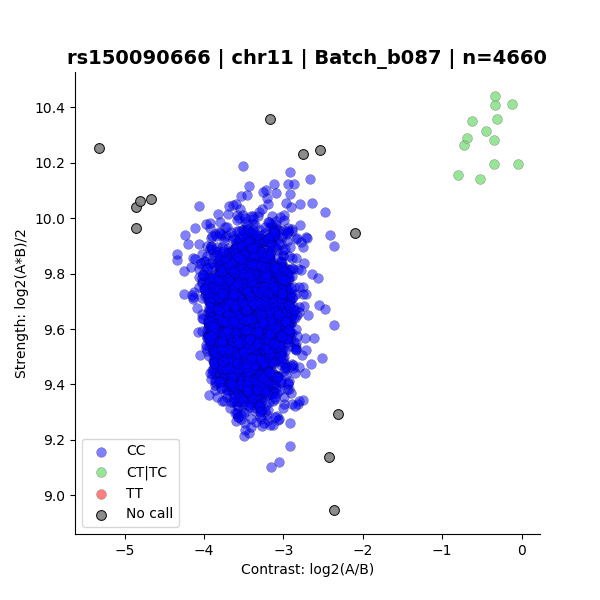 rs150090666 | chr11 | Batch_b087 | n=4660
Strength: log2(A*B)/2
10.4
10.2
10.0
9.8
9.6
9.4
9.2
9.0
CC
CT|TC
TT
No call
−5
−4
−3
−2
−1
0
Contrast: log2(A/B)